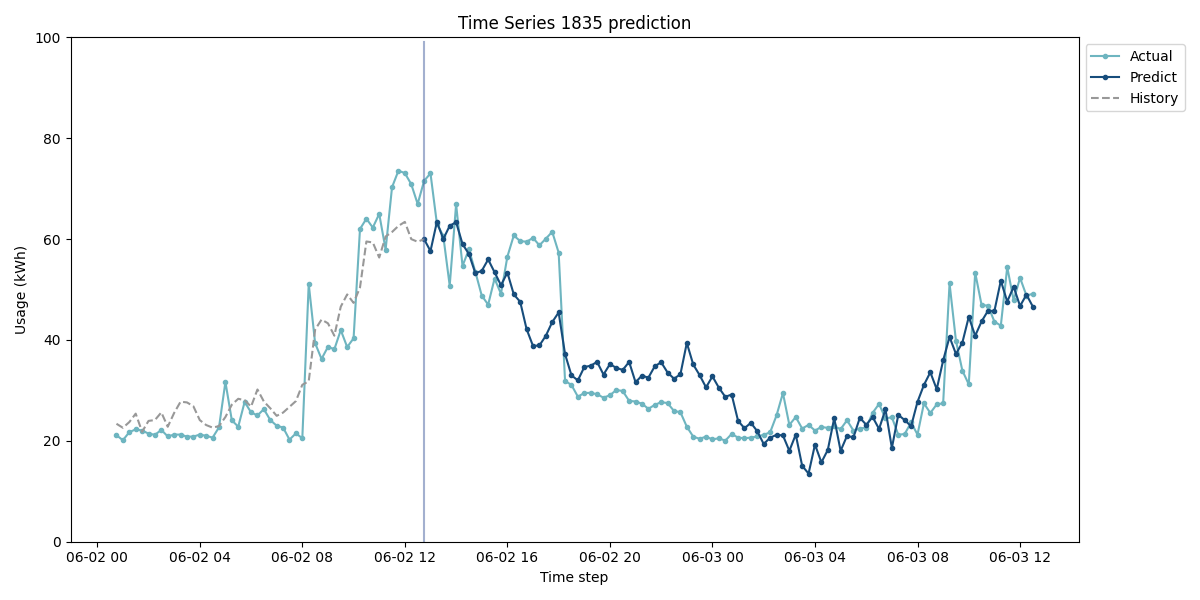 Time Series 1835 prediction
100
80
60
40
20
0
Usage (kWh)
06-02 00
06-02 04
06-02 08
06-02 12
06-02 16
06-02 20
06-03 00
06-03 04
06-03 08
06-03 12
Time step
Actual
Predict
History